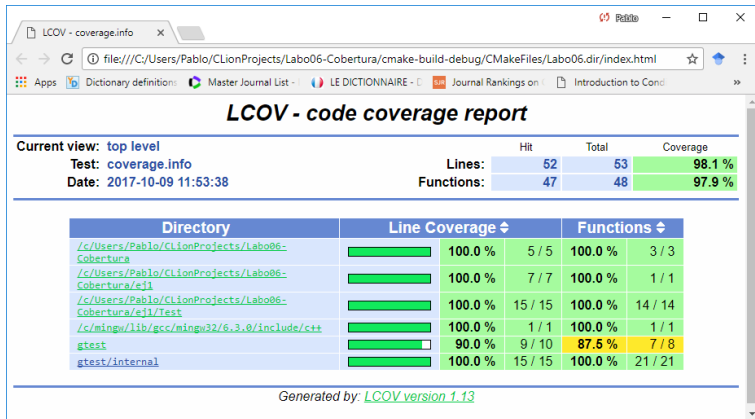 LCOV - coverage.info
Pablo
file:///C:/Users/Pablo/CLionProjects/Labo06-Cobertura/cmake-build-debug/CMakeFiles/Labo06.dir/index.html
Apps Dictionary definitions Master Journal List - LE DICTIONNAIRE - D Journal Rankings on Introduction to Cond »
LCOV - code coverage report
Current view: top level Hit Total Coverage
Test: coverage.info Lines: 52 53 98.1 %
Date: 2017-10-09 11:53:38 Functions: 47 48 97.9 %
Directory Line Coverage Functions
/c/Users/Pablo/CLionProjects/Labo06-
Cobertura 100.0 % 5 / 5 100.0 % 3 / 3
/c/Users/Pablo/CLionProjects/Labo06-
Cobertura/ej1 100.0 % 7 / 7 100.0 % 1 / 1
/c/Users/Pablo/CLionProjects/Labo06-
Cobertura/ej1/Test 100.0 % 15 / 15 100.0 % 14 / 14
/c/mingw/lib/gcc/mingw32/6.3.0/include/c++ 100.0 % 1 / 1 100.0 % 1 / 1
gtest 90.0 % 9 / 10 87.5 % 7 / 8
gtest/internal 100.0 % 15 / 15 100.0 % 21 / 21
Generated by: LCOV version 1.13